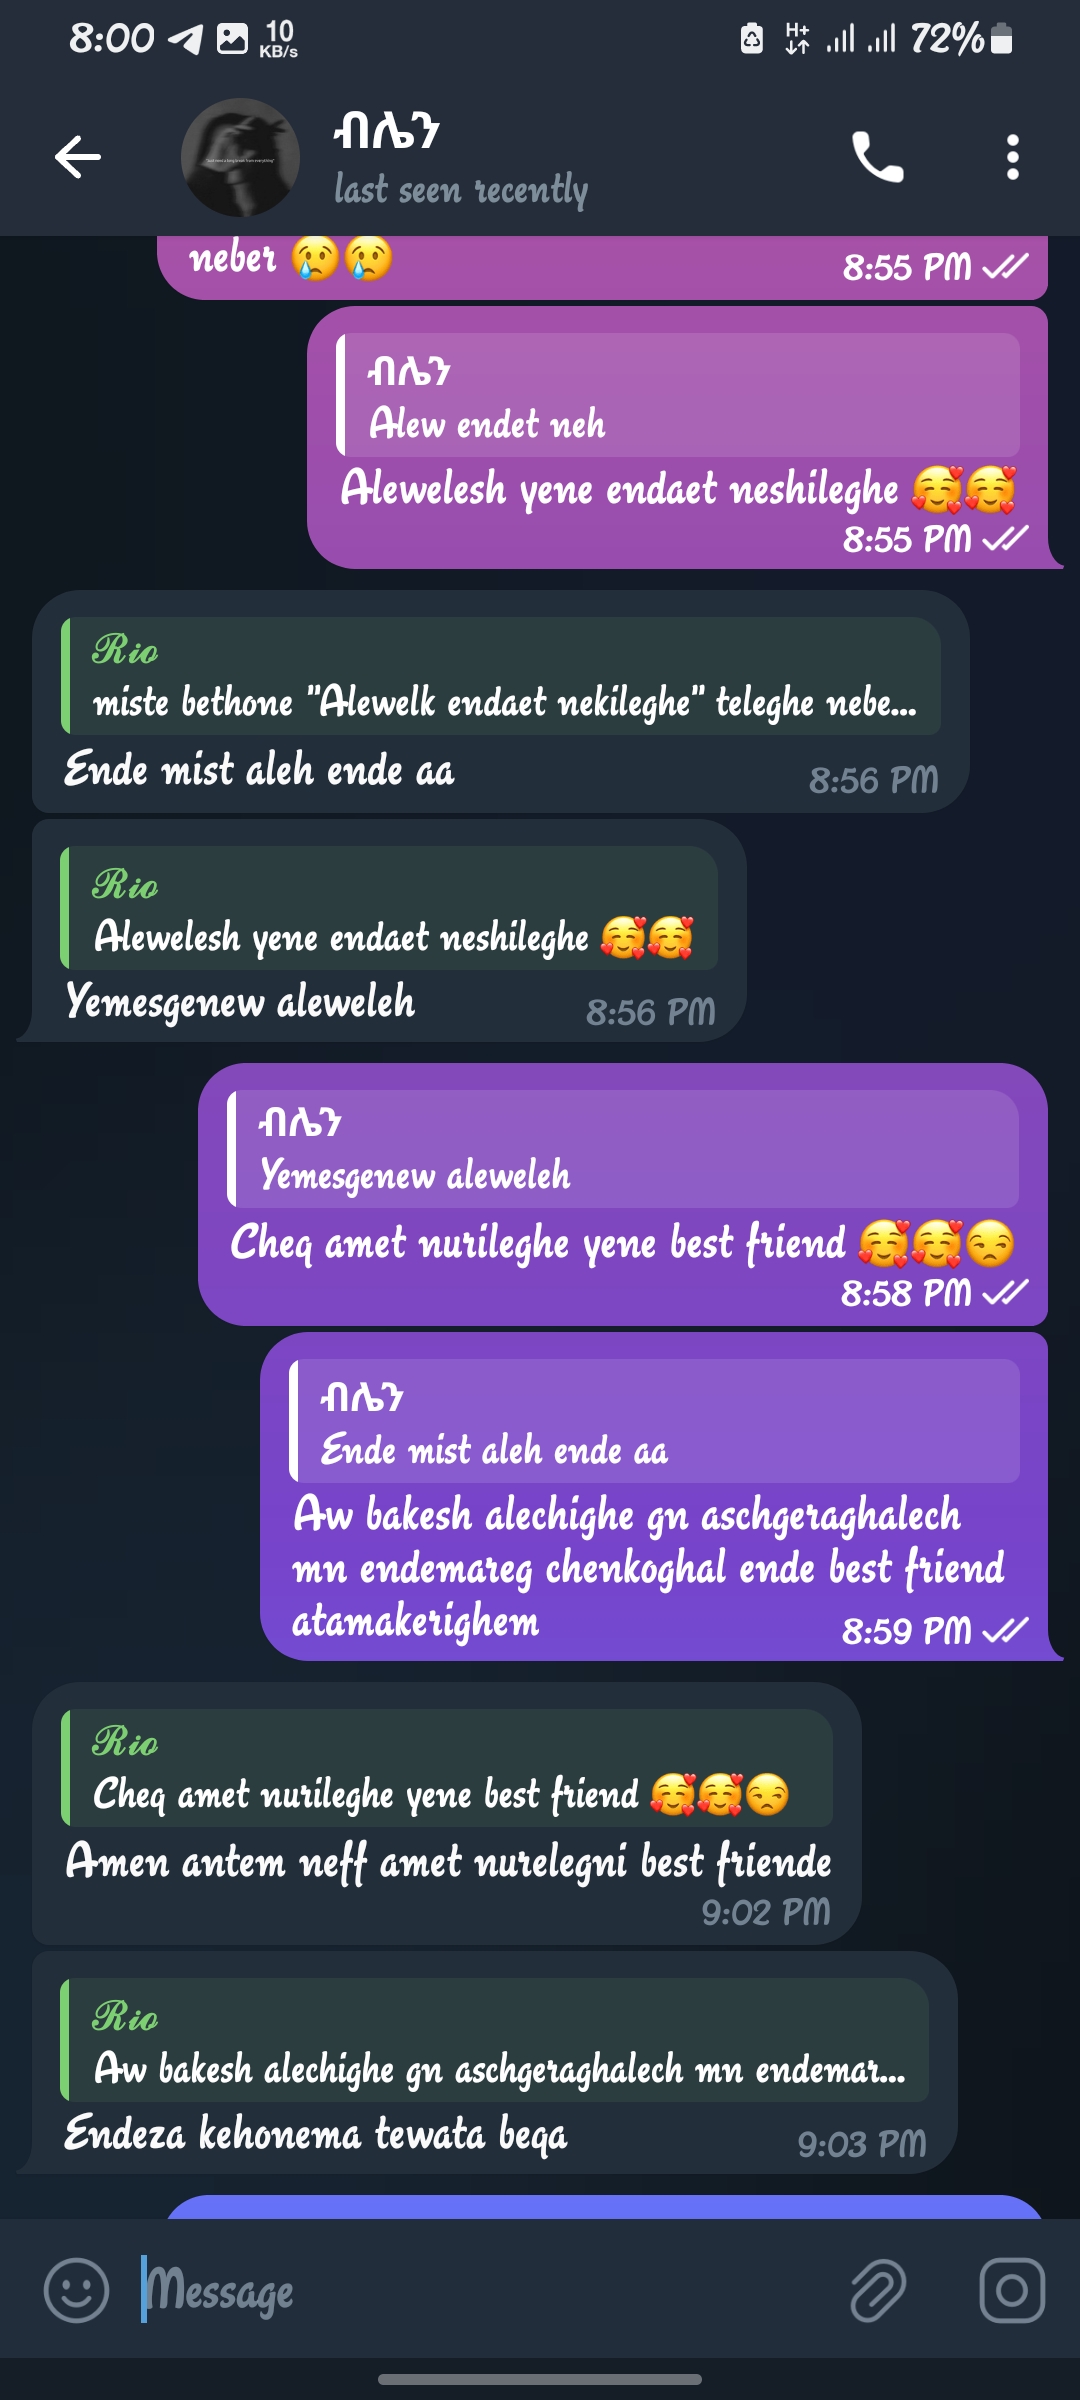 8:00 10 KB/s H+ 72%
ብሌን
last seen recently
neber 😢😢 8:55 PM
ብሌን
Alew endet neh
Alewelesh yene endaet neshileghe 🥰🥰
8:55 PM
Rio
miste bethone "Alewelk endaet nekileghe" teleghe nebe...
Ende mist aleh ende aa 8:56 PM
Rio
Alewelesh yene endaet neshileghe 🥰🥰
Yemesgenew aleweleh 8:56 PM
ብሌን
Yemesgenew aleweleh
Cheq amet nurileghe yene best friend 🥰🥰😒
8:58 PM
ብሌን
Ende mist aleh ende aa
Aw bakesh alechighe gn aschgeraghalech
mn endemareg chenkoghal ende best friend
atamakerighem 8:59 PM
Rio
Cheq amet nurileghe yene best friend 🥰🥰😒
Amen antem neff amet nurelegni best friende
9:02 PM
Rio
Aw bakesh alechighe gn aschgeraghalech mn endemar...
Endeza kehonema tewata beqa 9:03 PM
Message